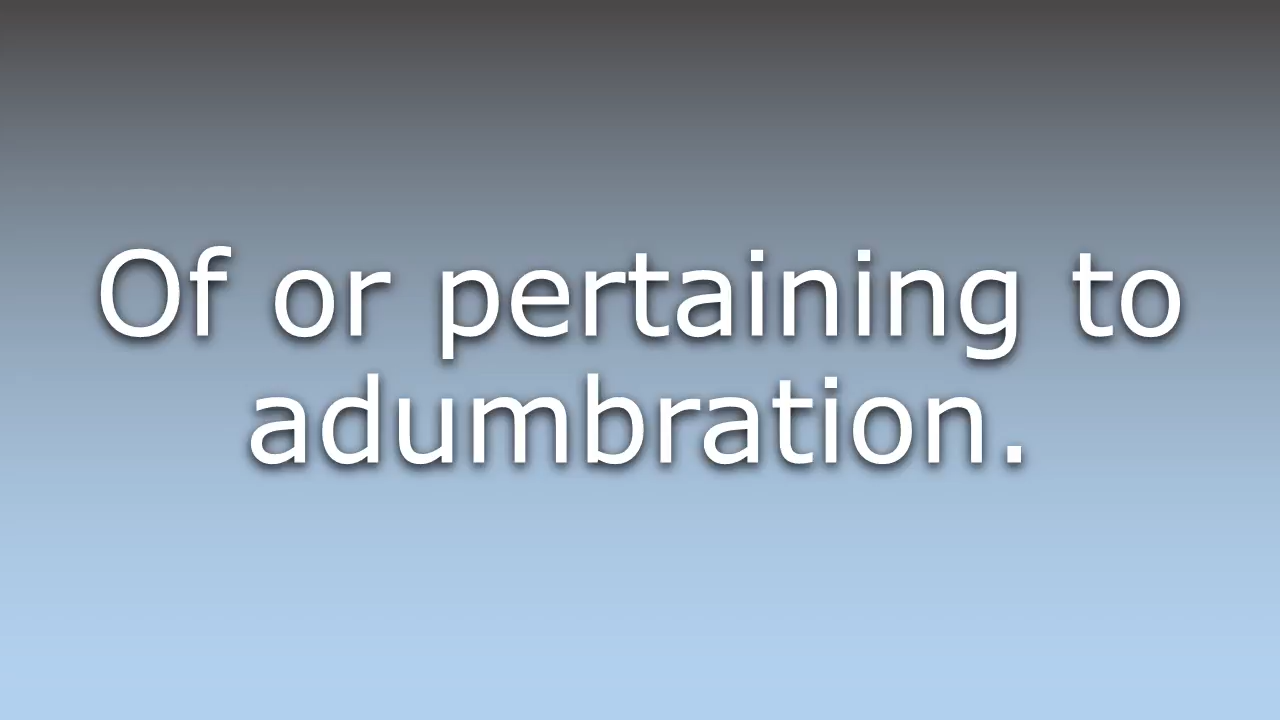 Of or pertaining to
adumbration.